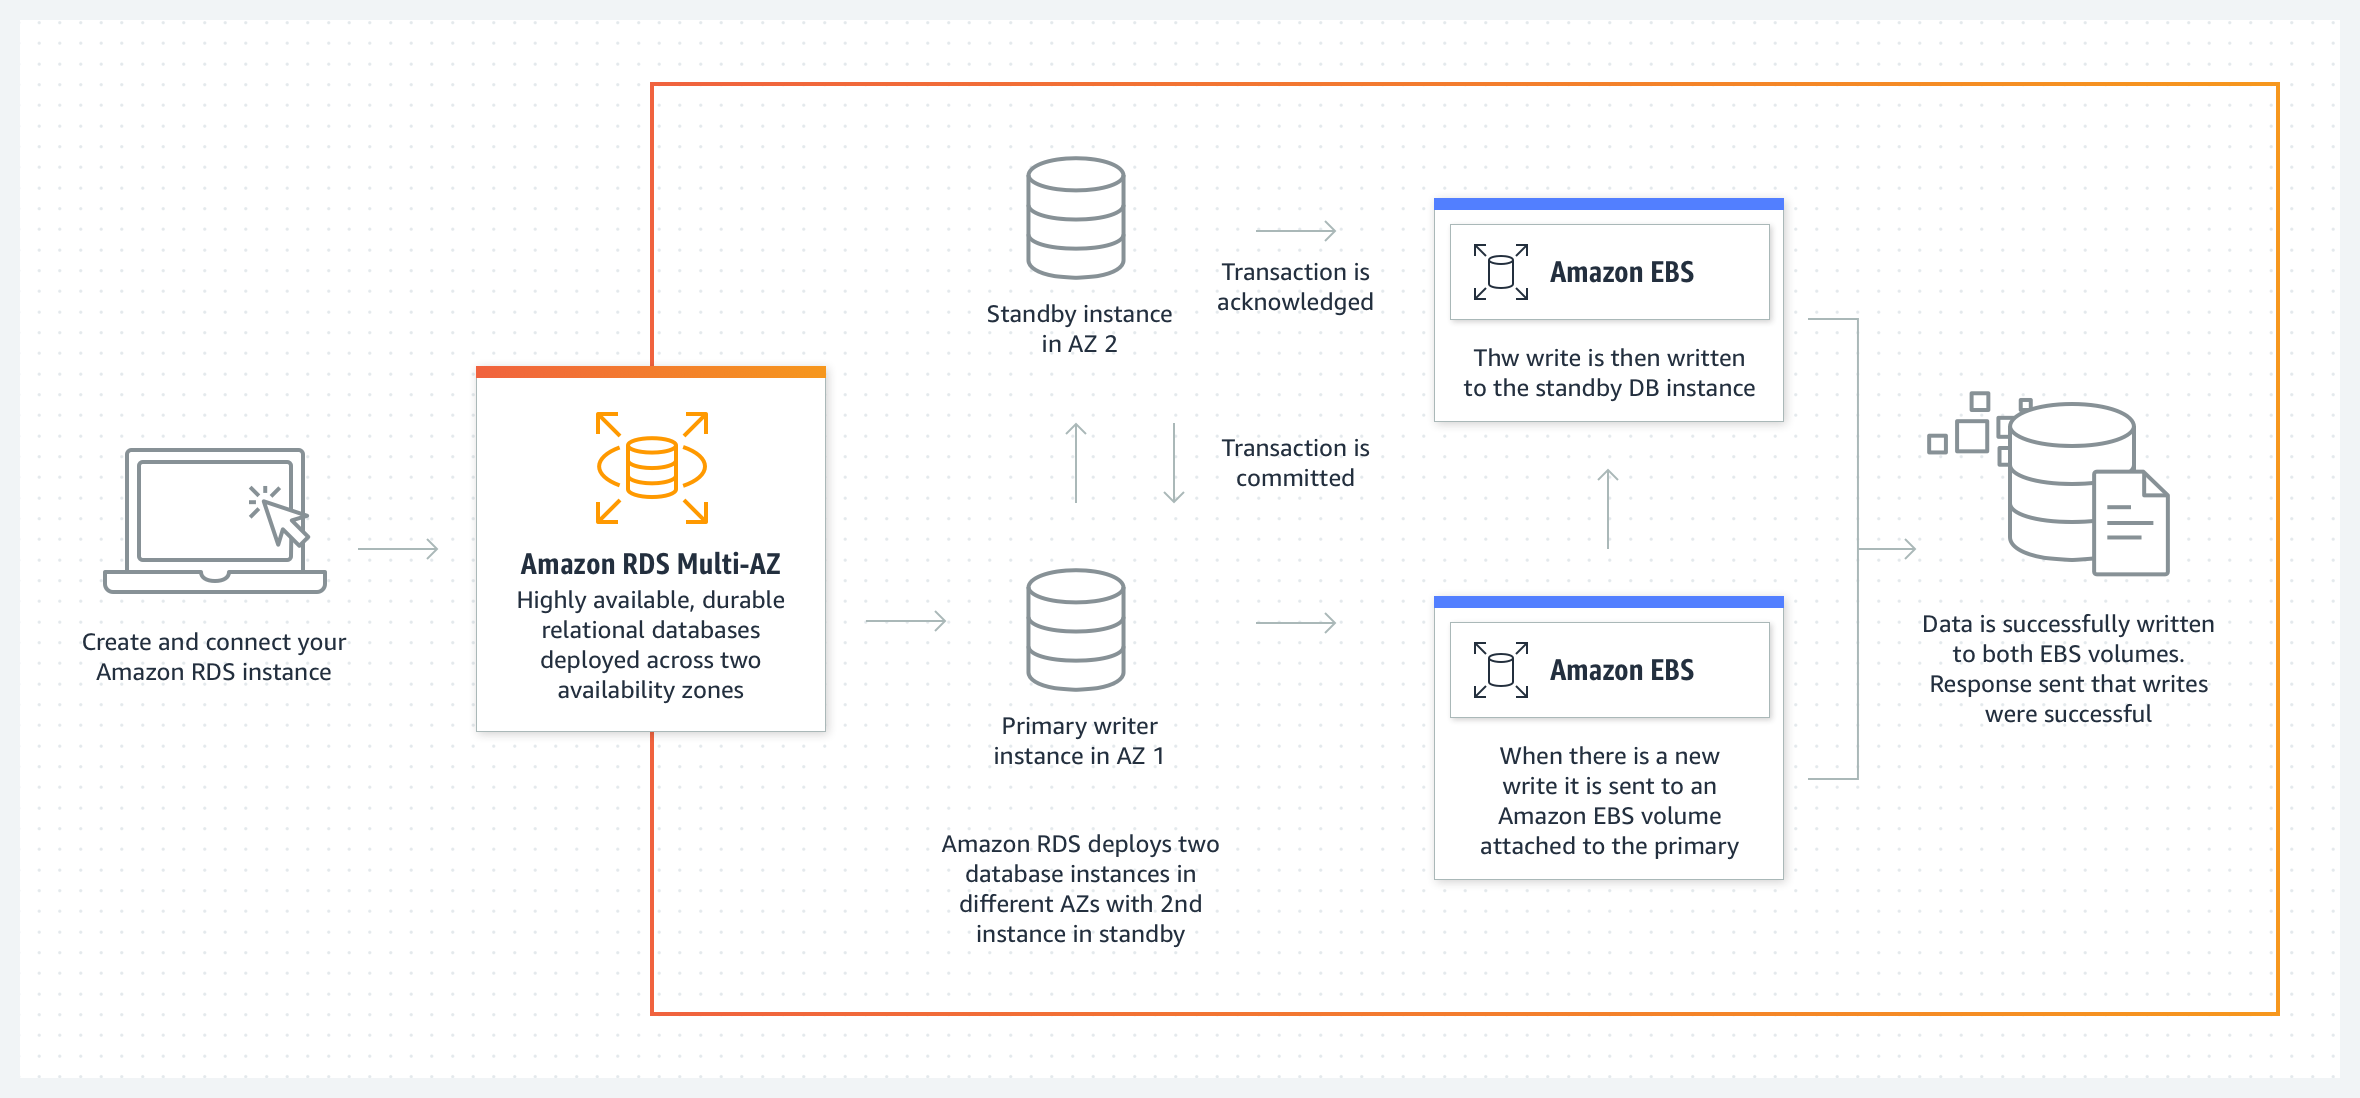 Create and connect your
Amazon RDS instance
Amazon RDS Multi-AZ
Highly available, durable
relational databases
deployed across two
availability zones
Standby instance
in AZ 2
Transaction is
acknowledged
Transaction is
committed
Primary writer
instance in AZ 1
Amazon RDS deploys two
database instances in
different AZs with 2nd
instance in standby
Amazon EBS
Thw write is then written
to the standby DB instance
Amazon EBS
When there is a new
write it is sent to an
Amazon EBS volume
attached to the primary
Data is successfully written
to both EBS volumes.
Response sent that writes
were successful